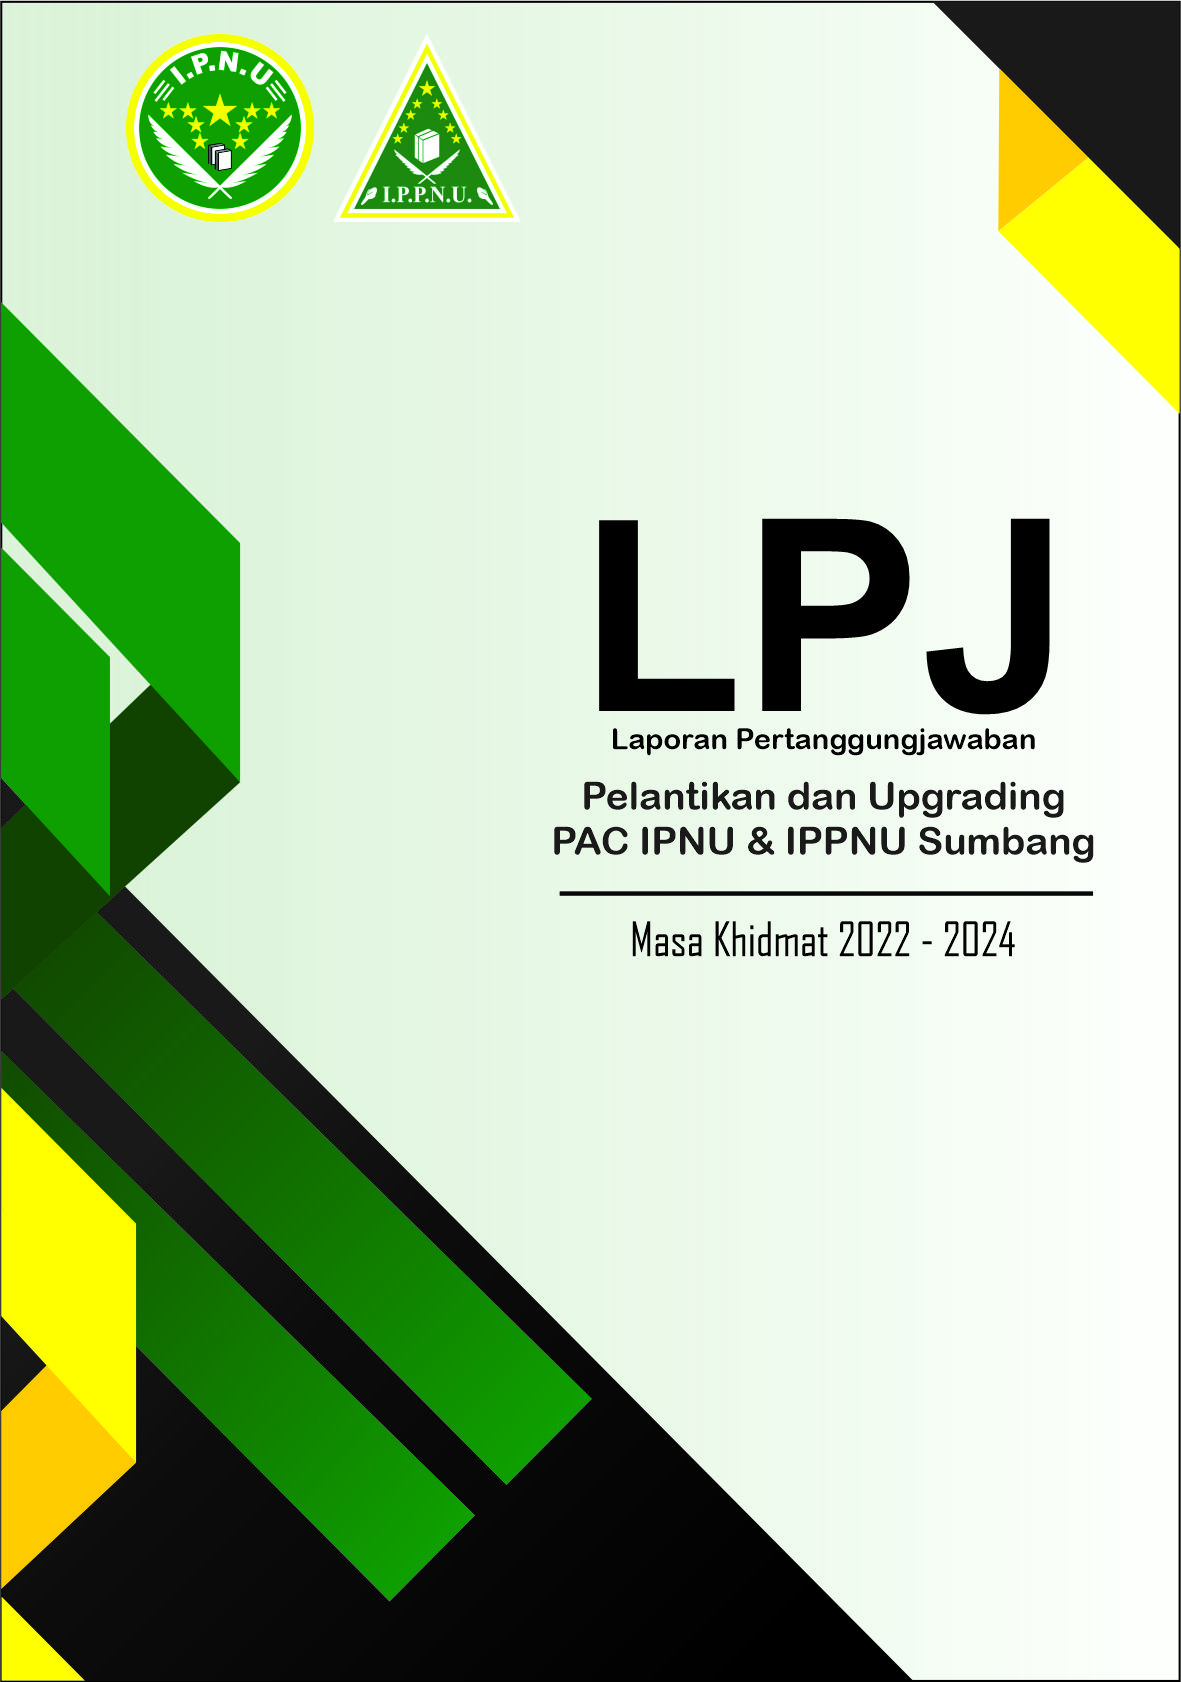 I.P.N.U
I.P.P.N.U.
LPJ
Laporan Pertanggungjawaban
Pelantikan dan Upgrading
PAC IPNU & IPPNU Sumbang
Masa Khidmat 2022 - 2024